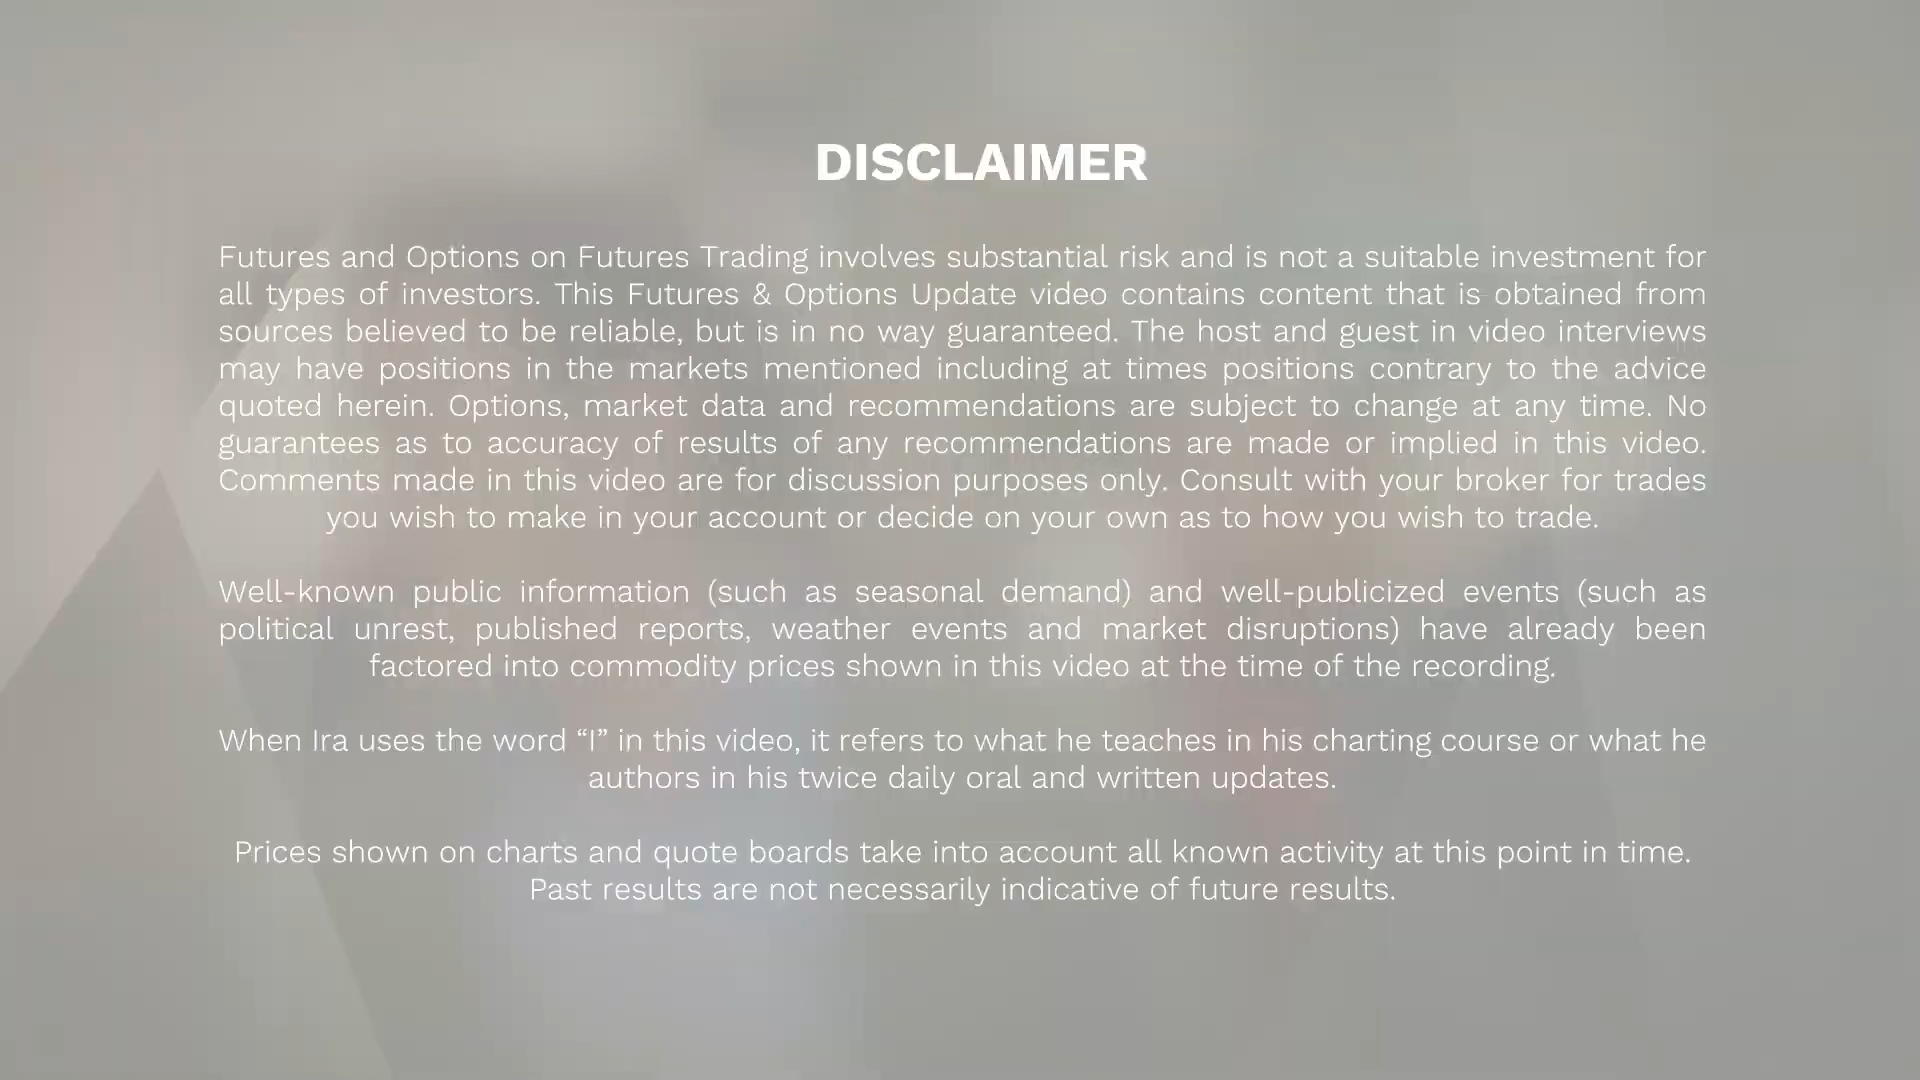 DISCLAIMER
Futures and Options on Futures Trading involves substantial risk and is not a suitable investment for
all types of investors. This Futures & Options Update video contains content that is obtained from
sources believed to be reliable, but is in no way guaranteed. The host and guest in video interviews
may have positions in the markets mentioned including at times positions contrary to the advice
quoted herein. Options, market data and recommendations are subject to change at any time. No
guarantees as to accuracy of results of any recommendations are made or implied in this video.
Comments made in this video are for discussion purposes only. Consult with your broker for trades
you wish to make in your account or decide on your own as to how you wish to trade.
Well-known public information (such as seasonal demand) and well-publicized events (such as
political unrest, published reports, weather events and market disruptions) have already been
factored into commodity prices shown in this video at the time of the recording.
When Ira uses the word “I” in this video, it refers to what he teaches in his charting course or what he
authors in his twice daily oral and written updates.
Prices shown on charts and quote boards take into account all known activity at this point in time.
Past results are not necessarily indicative of future results.